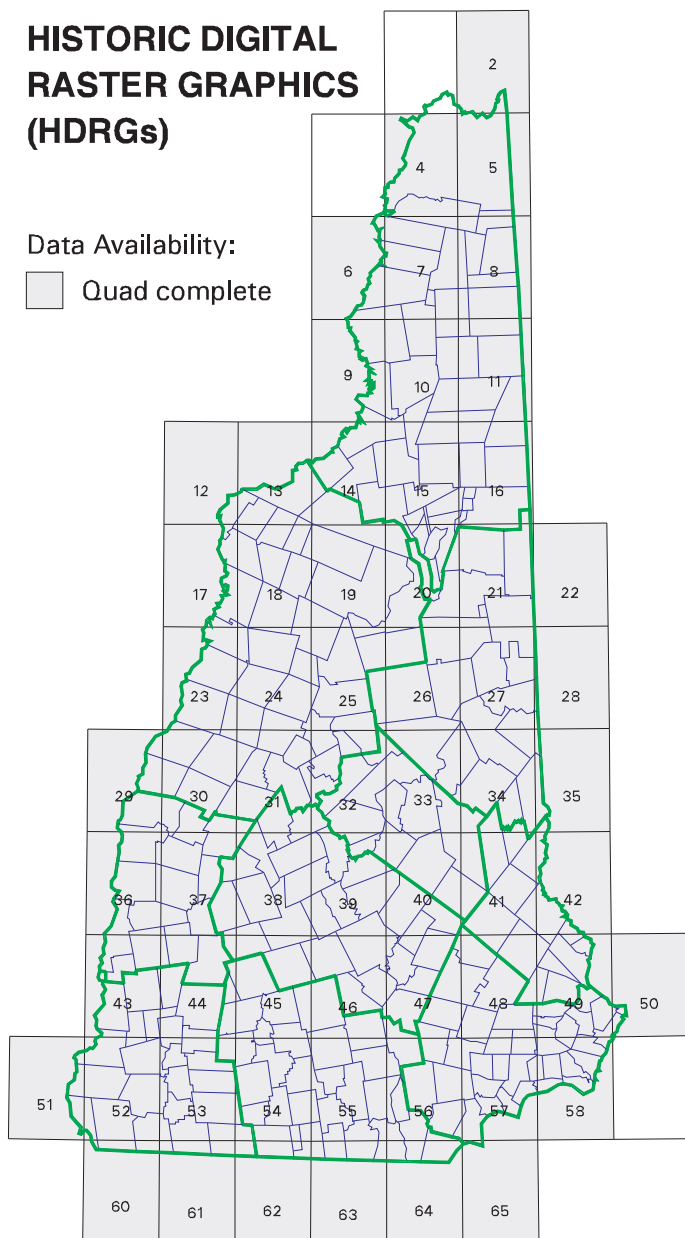 HISTORIC DIGITAL
RASTER GRAPHICS
(HDRGs)
2
4 5
Data Availability:
Quad complete
6 7 8
9 10 11
12 13 14 15 16
17 18 19 20 21 22
23 24 25 26 27 28
29 30 31 32 33 34 35
36 37 38 39 40 41 42
43 44 45 46 47 48 49 50
51 52 53 54 55 56 57 58
60 61 62 63 64 65